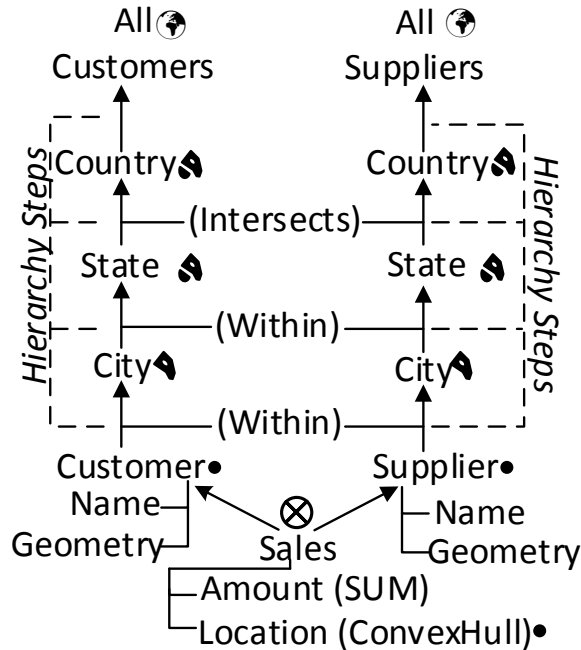 All All
Customers Suppliers
Country Country
Hierarchy Steps Hierarchy Steps
(Intersects)
State State
(Within)
City City
(Within)
Customer Supplier
Name Name
Geometry Sales Geometry
Amount (SUM)
Location (ConvexHull)